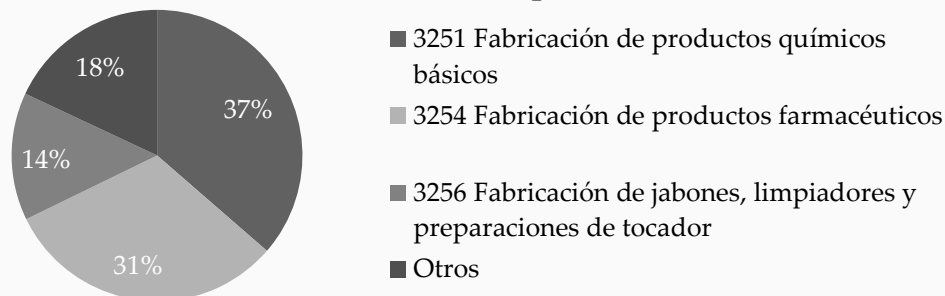 18%
37%
14%
31%
3251 Fabricación de productos químicos
básicos
3254 Fabricación de productos farmacéuticos
3256 Fabricación de jabones, limpiadores y
preparaciones de tocador
Otros